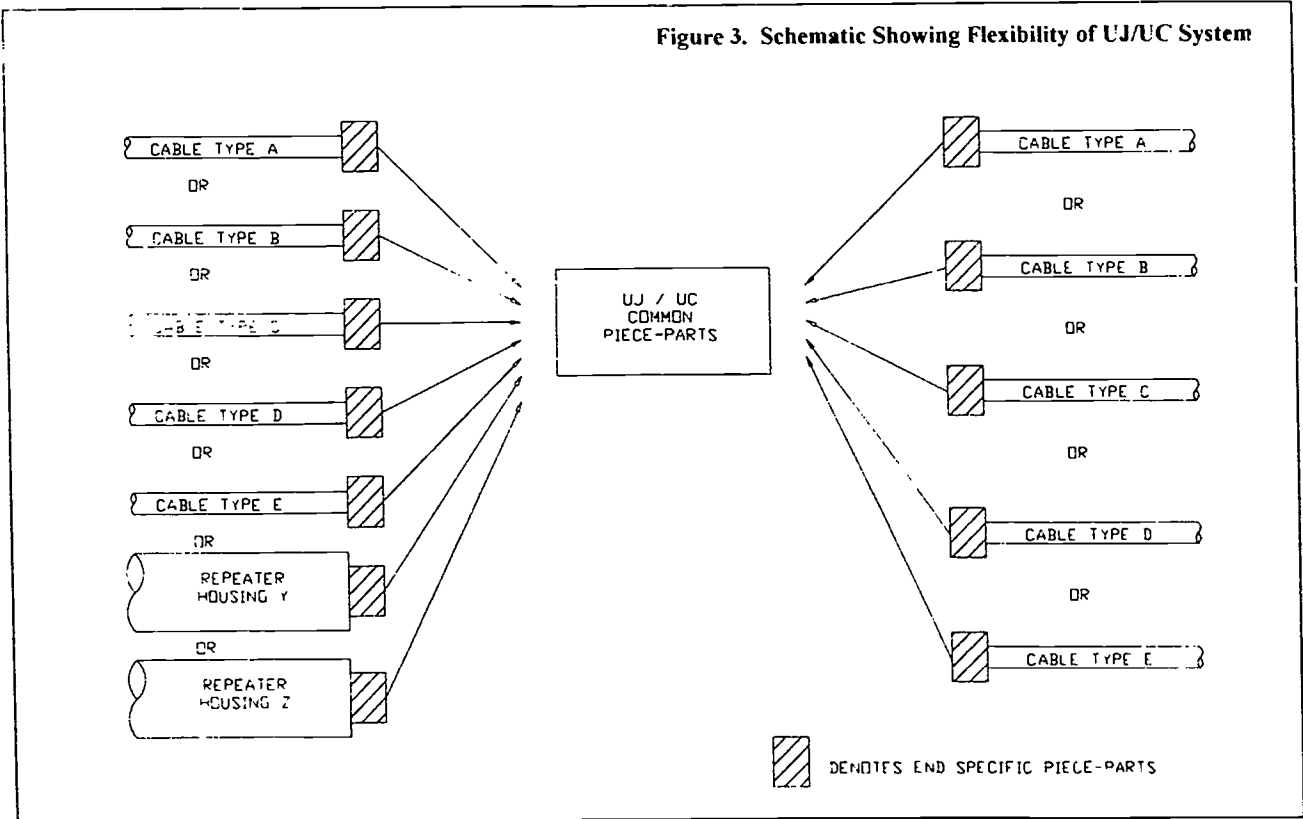 Figure 3. Schematic Showing Flexibility of UJ/UC System
CABLE TYPE A
OR
CABLE TYPE B
OR
CABLE TYPE C
OR
CABLE TYPE D
OR
CABLE TYPE E
OR
REPEATER
HOUSING Y
OR
REPEATER
HOUSING Z
UJ / UC
COMMON
PIECE-PARTS
CABLE TYPE A
OR
CABLE TYPE B
OR
CABLE TYPE C
OR
CABLE TYPE D
OR
CABLE TYPE E
DENOTES END SPECIFIC PIECE-PARTS